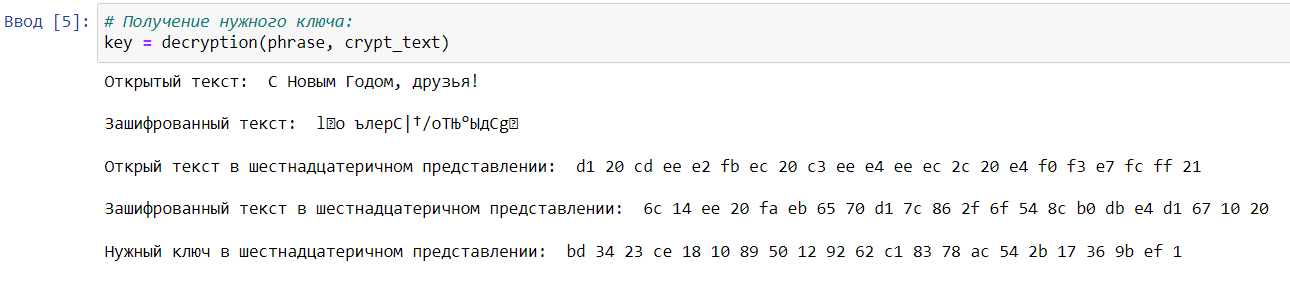 Ввод [5]: # Получение нужного ключа:
key = decryption(phrase, crypt_text)
Открытый текст:  С Новым Годом, друзья!
Зашифрованный текст:  l�о ълерС|†/oTЊ°ЫдСg�
Открый текст в шестнадцатеричном представлении:  d1 20 cd ee e2 fb ec 20 c3 ee e4 ee ec 2c 20 e4 f0 f3 e7 fc ff 21
Зашифрованный текст в шестнадцатеричном представлении:  6c 14 ee 20 fa eb 65 70 d1 7c 86 2f 6f 54 8c b0 db e4 d1 67 10 20
Нужный ключ в шестнадцатеричном представлении:  bd 34 23 ce 18 10 89 50 12 92 62 c1 83 78 ac 54 2b 17 36 9b ef 1